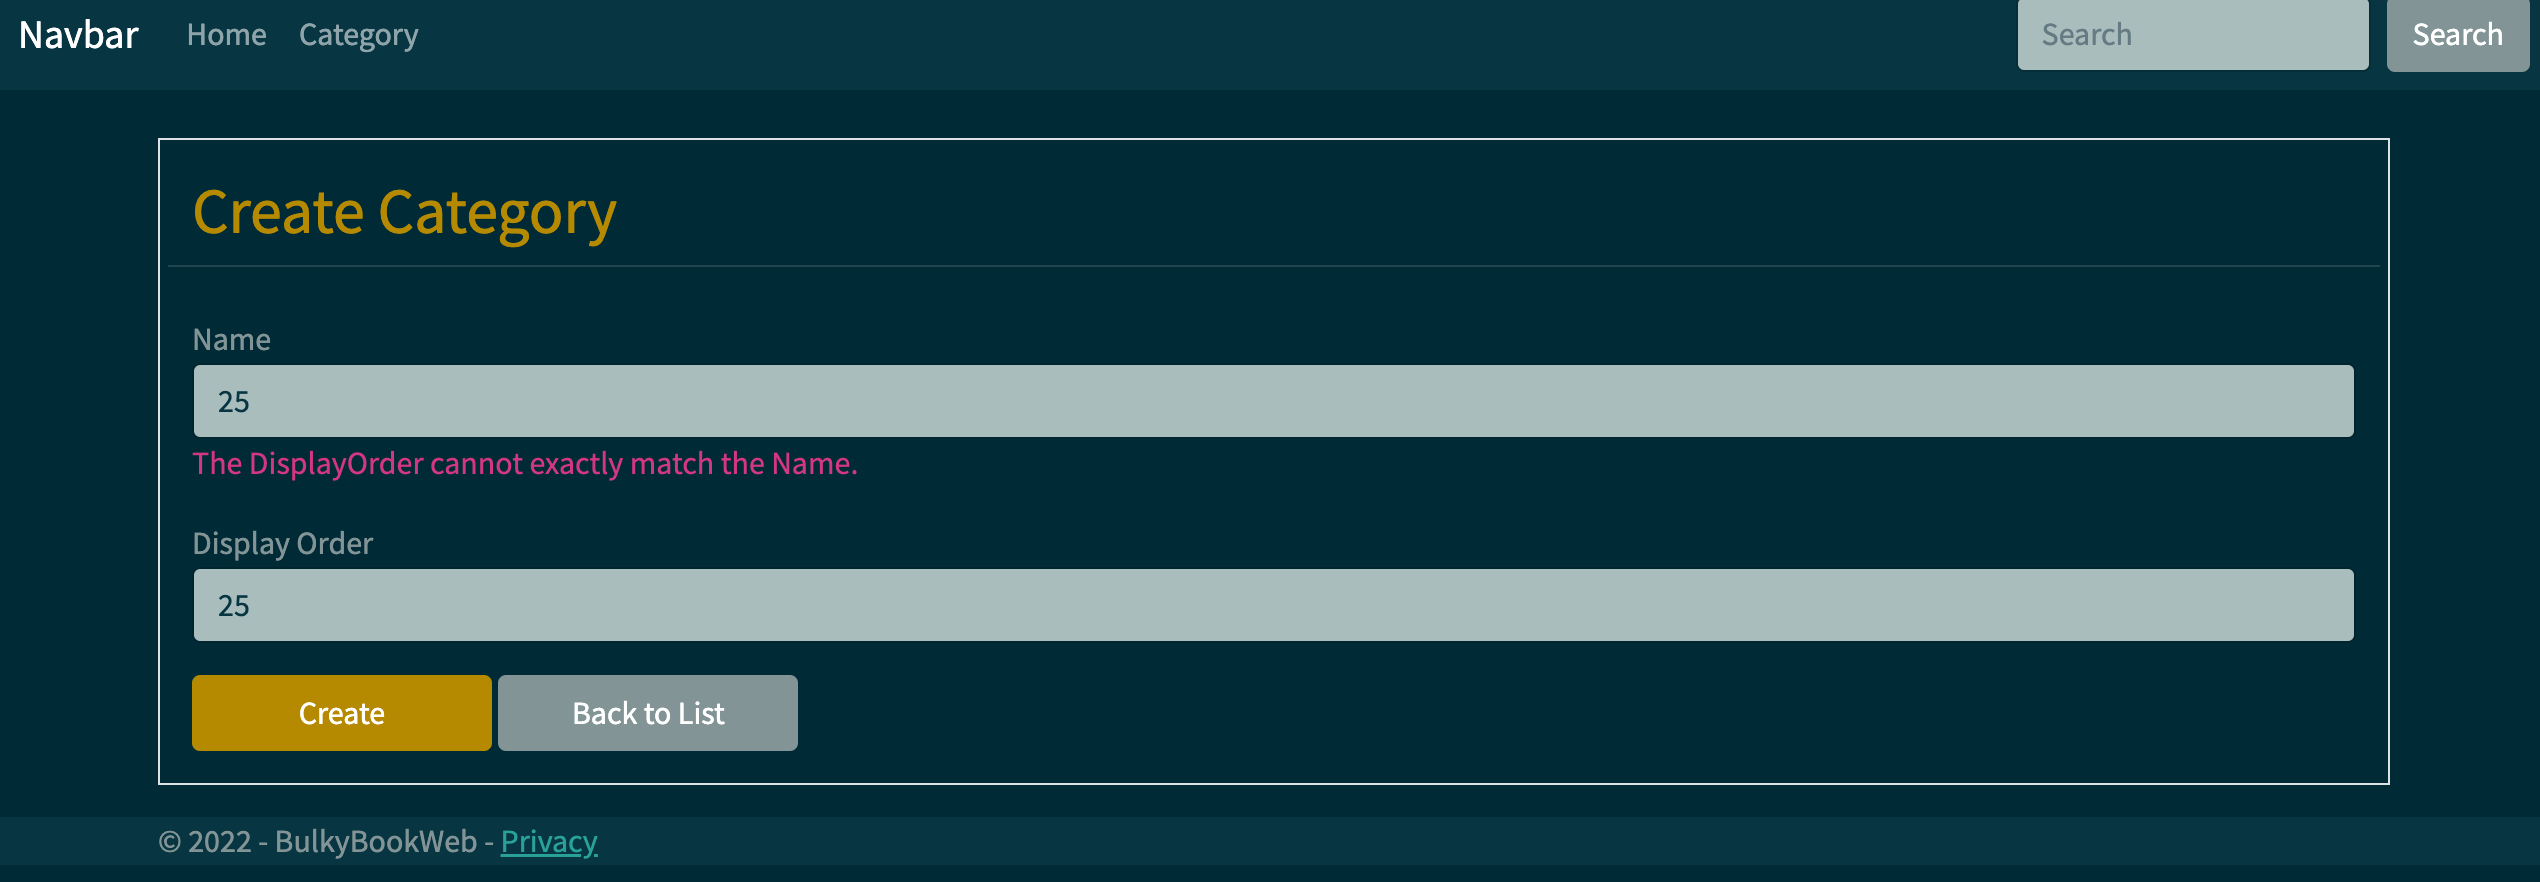 Navbar Home Category Search Search
Create Category
Name
25
The DisplayOrder cannot exactly match the Name.
Display Order
25
Create Back to List
© 2022 - BulkyBookWeb - Privacy